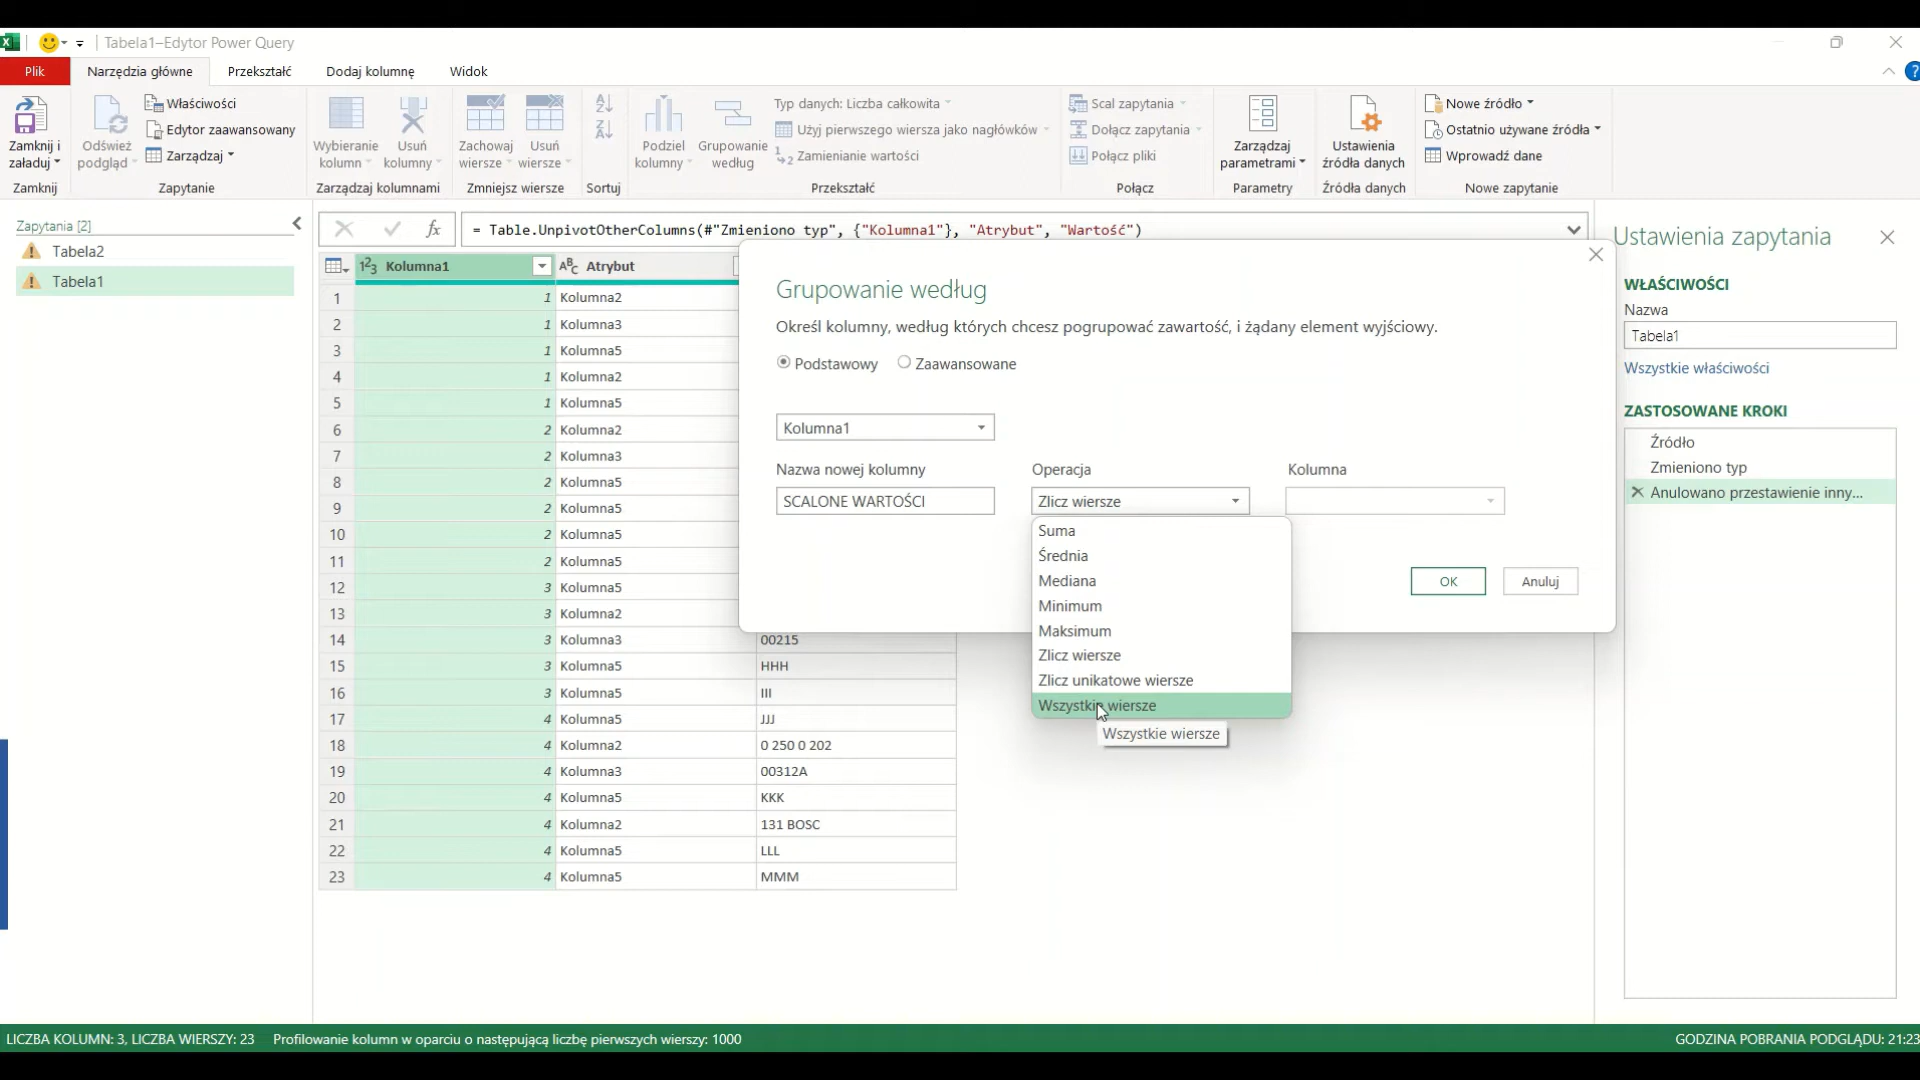 Tabela1–Edytor Power Query
Plik
Narzędzia główne
Przekształć
Dodaj kolumnę
Widok
Zamknij i
załaduj
Odśwież
podgląd
Właściwości
Edytor zaawansowany
Zarządzaj
Wybieranie
kolumn
Usuń
kolumny
Zachowaj
wiersze
Usuń
wiersze
Podziel
kolumny
Grupowanie
według
Typ danych: Liczba całkowita
Użyj pierwszego wiersza jako nagłówków
Zamienianie wartości
Scal zapytania
Dołącz zapytania
Połącz pliki
Zarządzaj
parametrami
Ustawienia
źródła danych
Nowe źródło
Ostatnio używane źródła
Wprowadź dane
Zamknij
Zapytanie
Zarządzaj kolumnami
Zmniejsz wiersze
Sortuj
Przekształć
Połącz
Parametry
Źródła danych
Nowe zapytanie
Zapytania [2]
Tabela2
Tabela1
fx
= Table.UnpivotOtherColumns(#"Zmieniono typ", {"Kolumna1"}, "Atrybut", "Wartość")
1²3 Kolumna1 ABC Atrybut
1 1 Kolumna2
2 1 Kolumna3
3 1 Kolumna5
4 1 Kolumna2
5 1 Kolumna5
6 2 Kolumna2
7 2 Kolumna3
8 2 Kolumna5
9 2 Kolumna5
10 2 Kolumna5
11 2 Kolumna5
12 3 Kolumna5
13 3 Kolumna2
14 3 Kolumna3 00215
15 3 Kolumna5 HHH
16 3 Kolumna5 III
17 4 Kolumna5 JJJ
18 4 Kolumna2 0 250 0 202
19 4 Kolumna3 00312A
20 4 Kolumna5 KKK
21 4 Kolumna2 131 BOSC
22 4 Kolumna5 LLL
23 4 Kolumna5 MMM
Grupowanie według
Określ kolumny, według których chcesz pogrupować zawartość, i żądany element wyjściowy.
Podstawowy
Zaawansowane
Kolumna1
Nazwa nowej kolumny
Operacja
Kolumna
SCALONE WARTOŚCI
Zlicz wiersze
Suma
Średnia
Mediana
Minimum
Maksimum
Zlicz wiersze
Zlicz unikatowe wiersze
Wszystkie wiersze
Wszystkie wiersze
OK
Anuluj
Ustawienia zapytania
WŁAŚCIWOŚCI
Nazwa
Tabela1
Wszystkie właściwości
ZASTOSOWANE KROKI
Źródło
Zmieniono typ
Anulowano przestawienie inny...
LICZBA KOLUMN: 3, LICZBA WIERSZY: 23
Profilowanie kolumn w oparciu o następującą liczbę pierwszych wierszy: 1000
GODZINA POBRANIA PODGLĄDU: 21:23